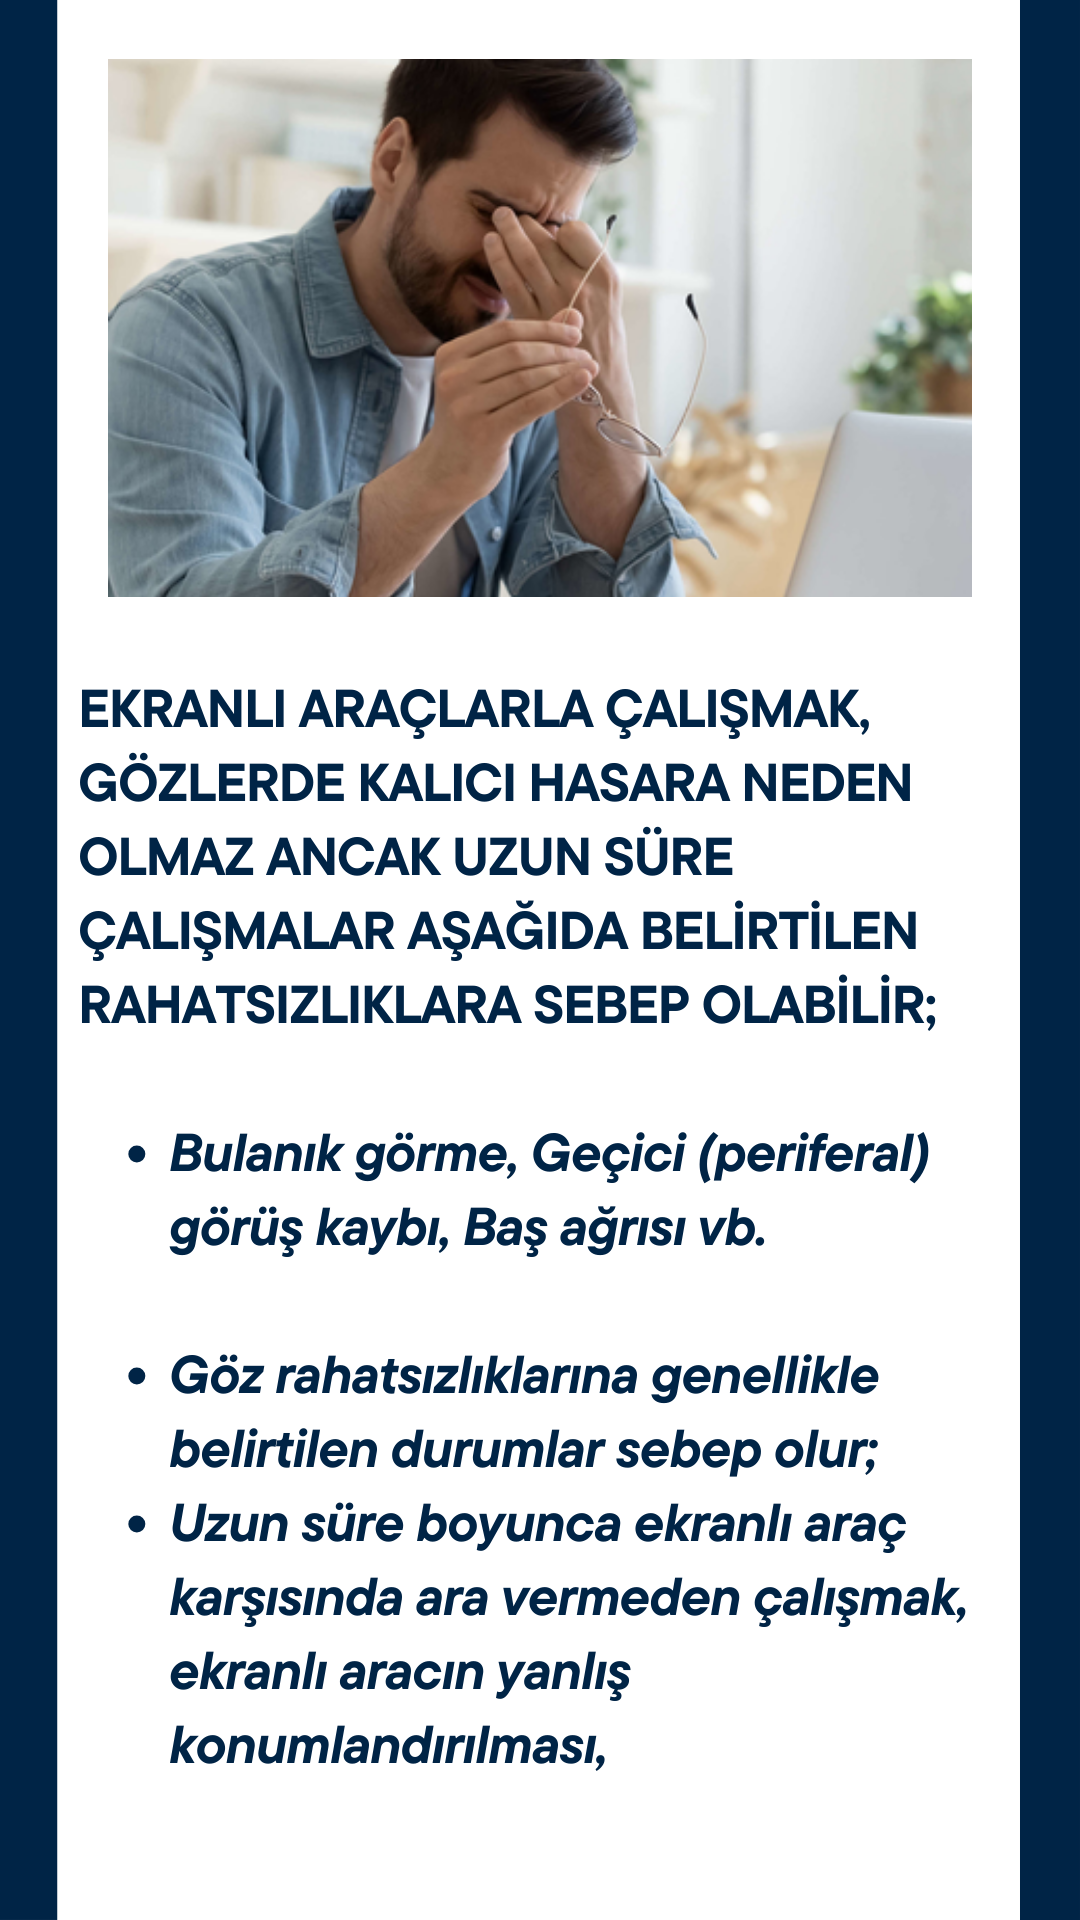 EKRANLI ARAÇLARLA ÇALIŞMAK,
GÖZLERDE KALICI HASARA NEDEN
OLMAZ ANCAK UZUN SÜRE
ÇALIŞMALAR AŞAĞIDA BELİRTİLEN
RAHATSIZLIKLARA SEBEP OLABİLİR;
• Bulanık görme, Geçici (periferal)
görüş kaybı, Baş ağrısı vb.
• Göz rahatsızlıklarına genellikle
belirtilen durumlar sebep olur;
• Uzun süre boyunca ekranlı araç
karşısında ara vermeden çalışmak,
ekranlı aracın yanlış
konumlandırılması,